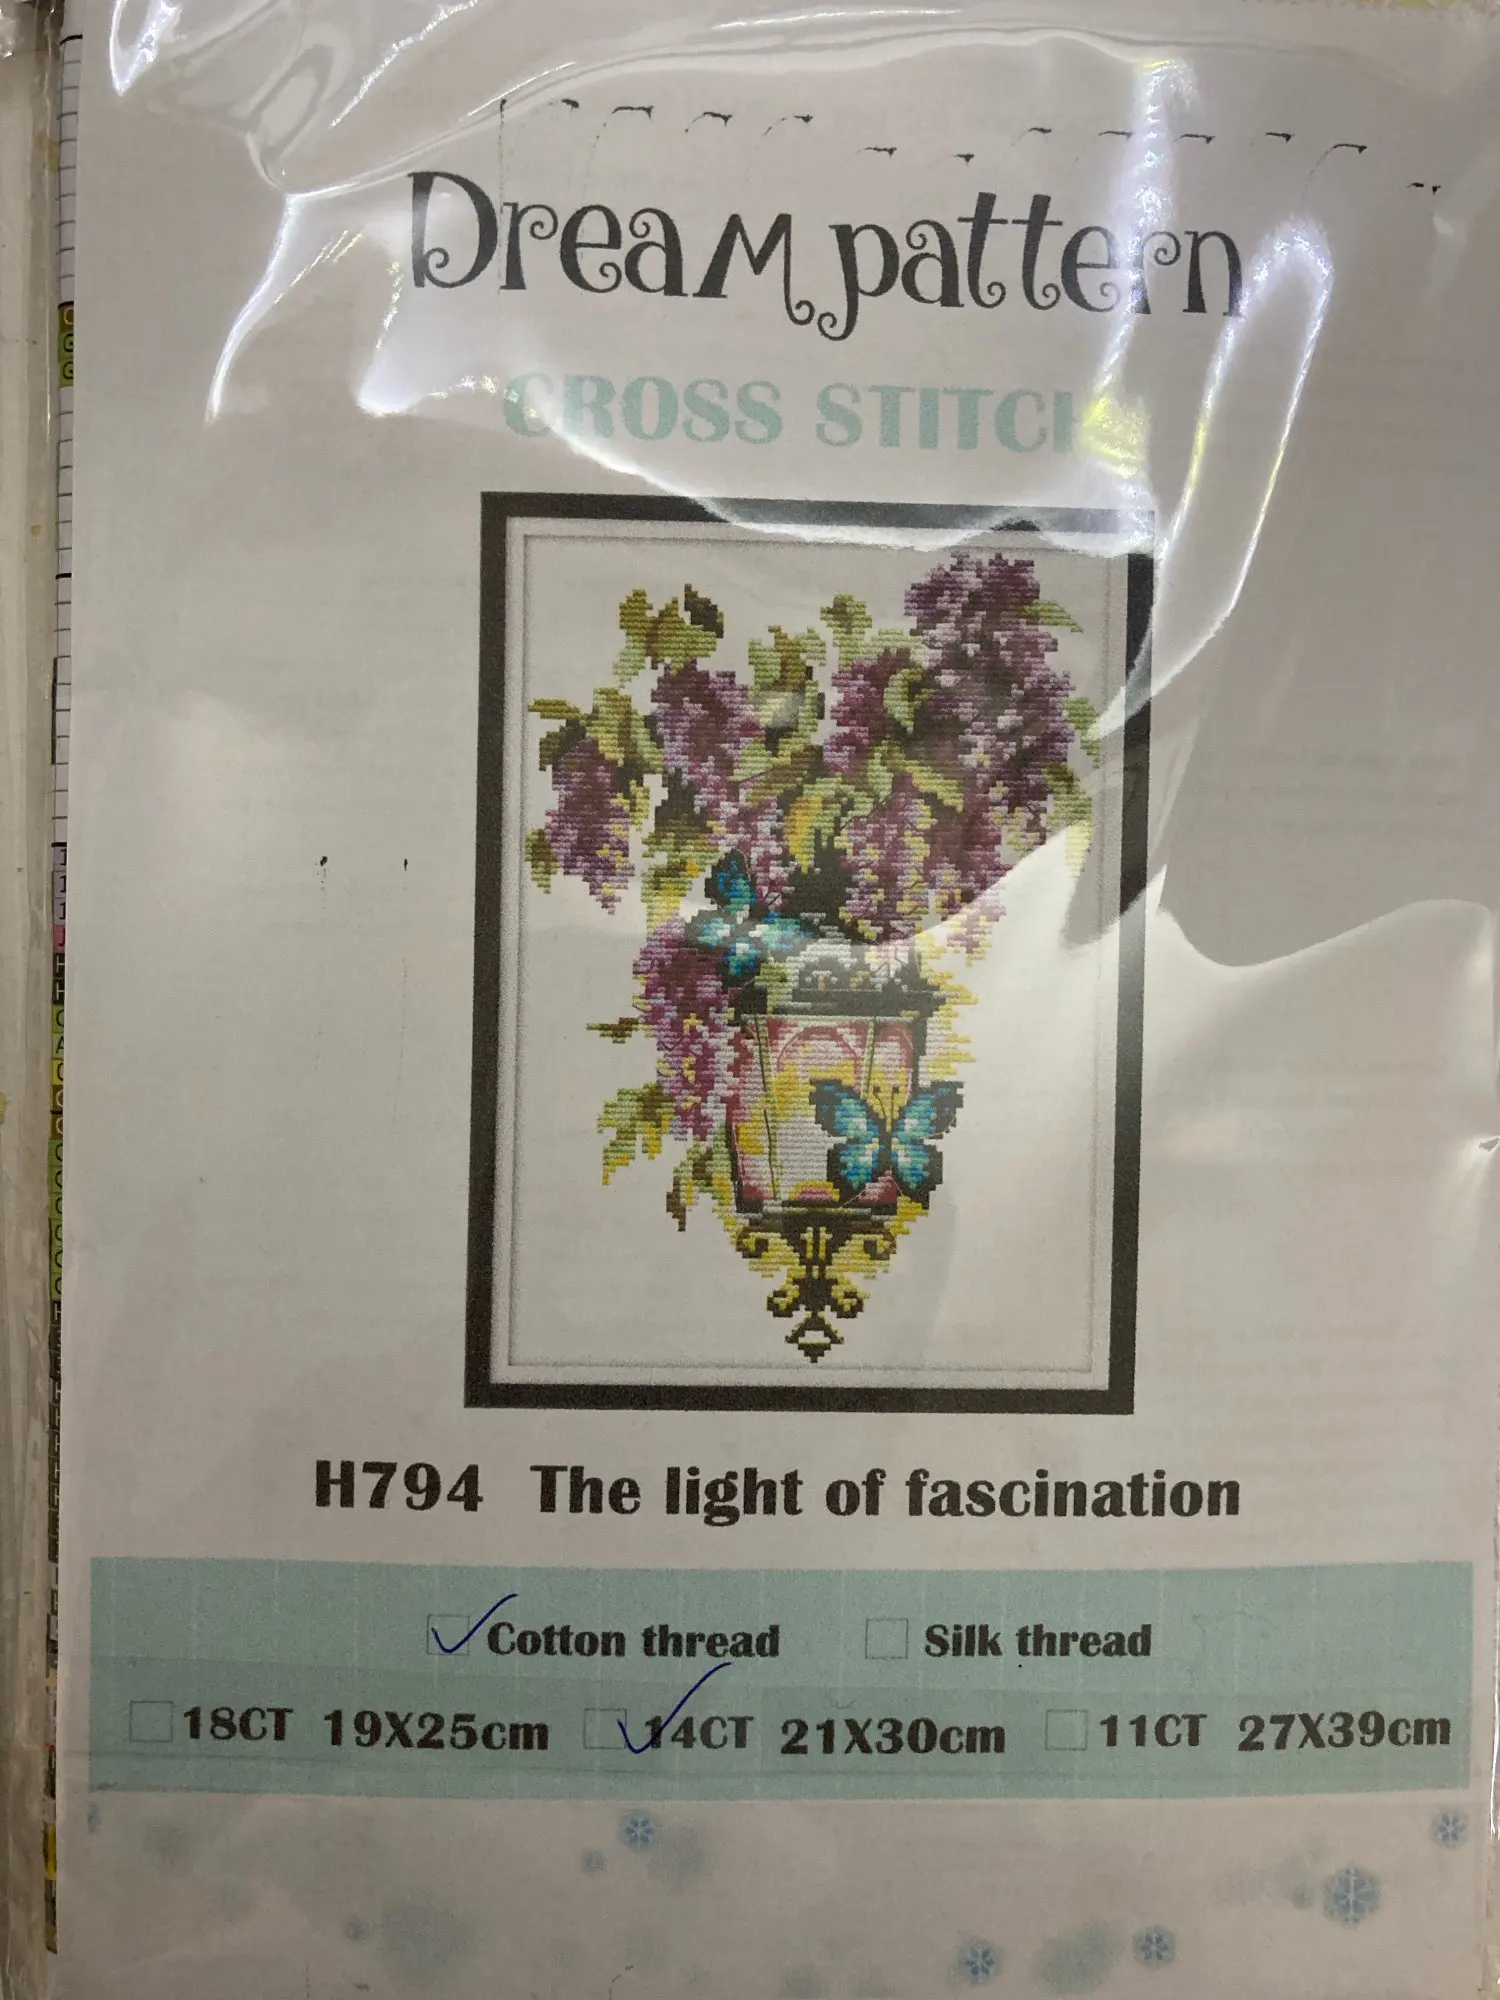 Dream pattern
CROSS STITCH
H794 The light of fascination
Cotton thread Silk thread
18CT 19X25cm 14CT 21X30cm 11CT 27X39cm